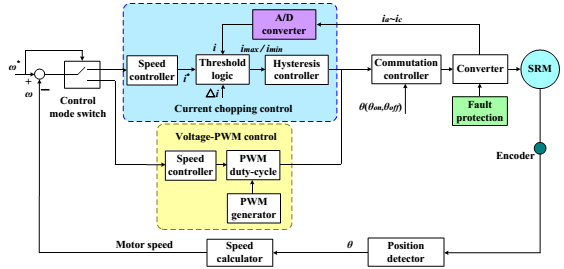 A/D
converter
ia~ic
i
imax/imin
ω*
Speed
controller
i*
Threshold
logic
Hysteresis
controller
Commutation
controller
Converter
SRM
+
ω
−
Control
mode switch
Δi
Current chopping control
θ(θon,θoff)
Fault
protection
Voltage-PWM control
Encoder
Speed
controller
PWM
duty-cycle
PWM
generator
Motor speed
Speed
calculator
θ
Position
detector